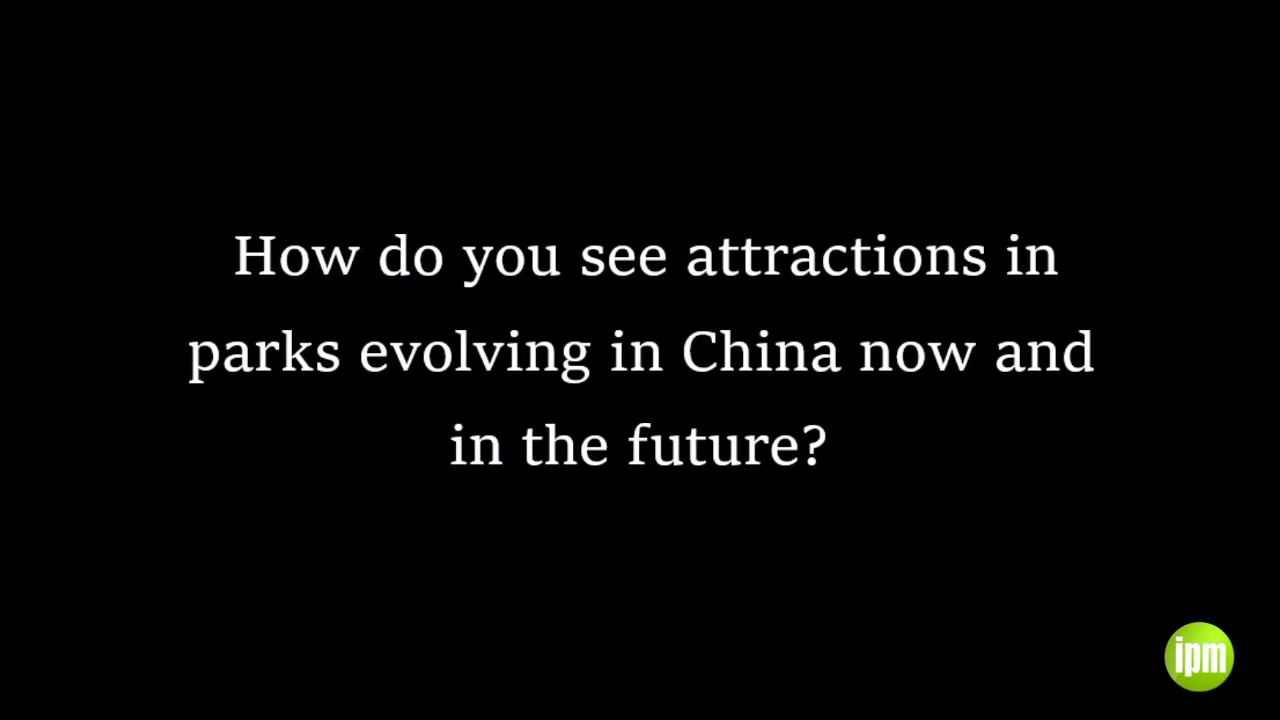 How do you see attractions in
parks evolving in China now and
in the future?
ipm